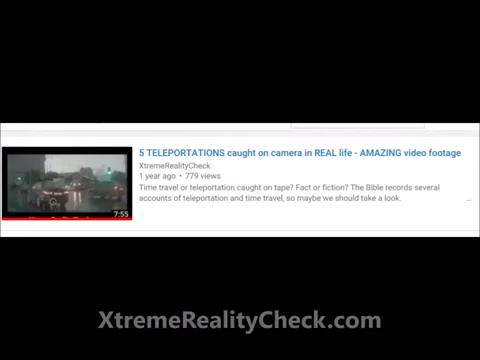 5 TELEPORTATIONS caught on camera in REAL life - AMAZING video footage
XtremeRealityCheck
1 year ago • 779 views
Time travel or teleportation caught on tape? Fact or fiction? The Bible records several
accounts of teleportation and time travel, so maybe we should take a look.
7:55
XtremeRealityCheck.com